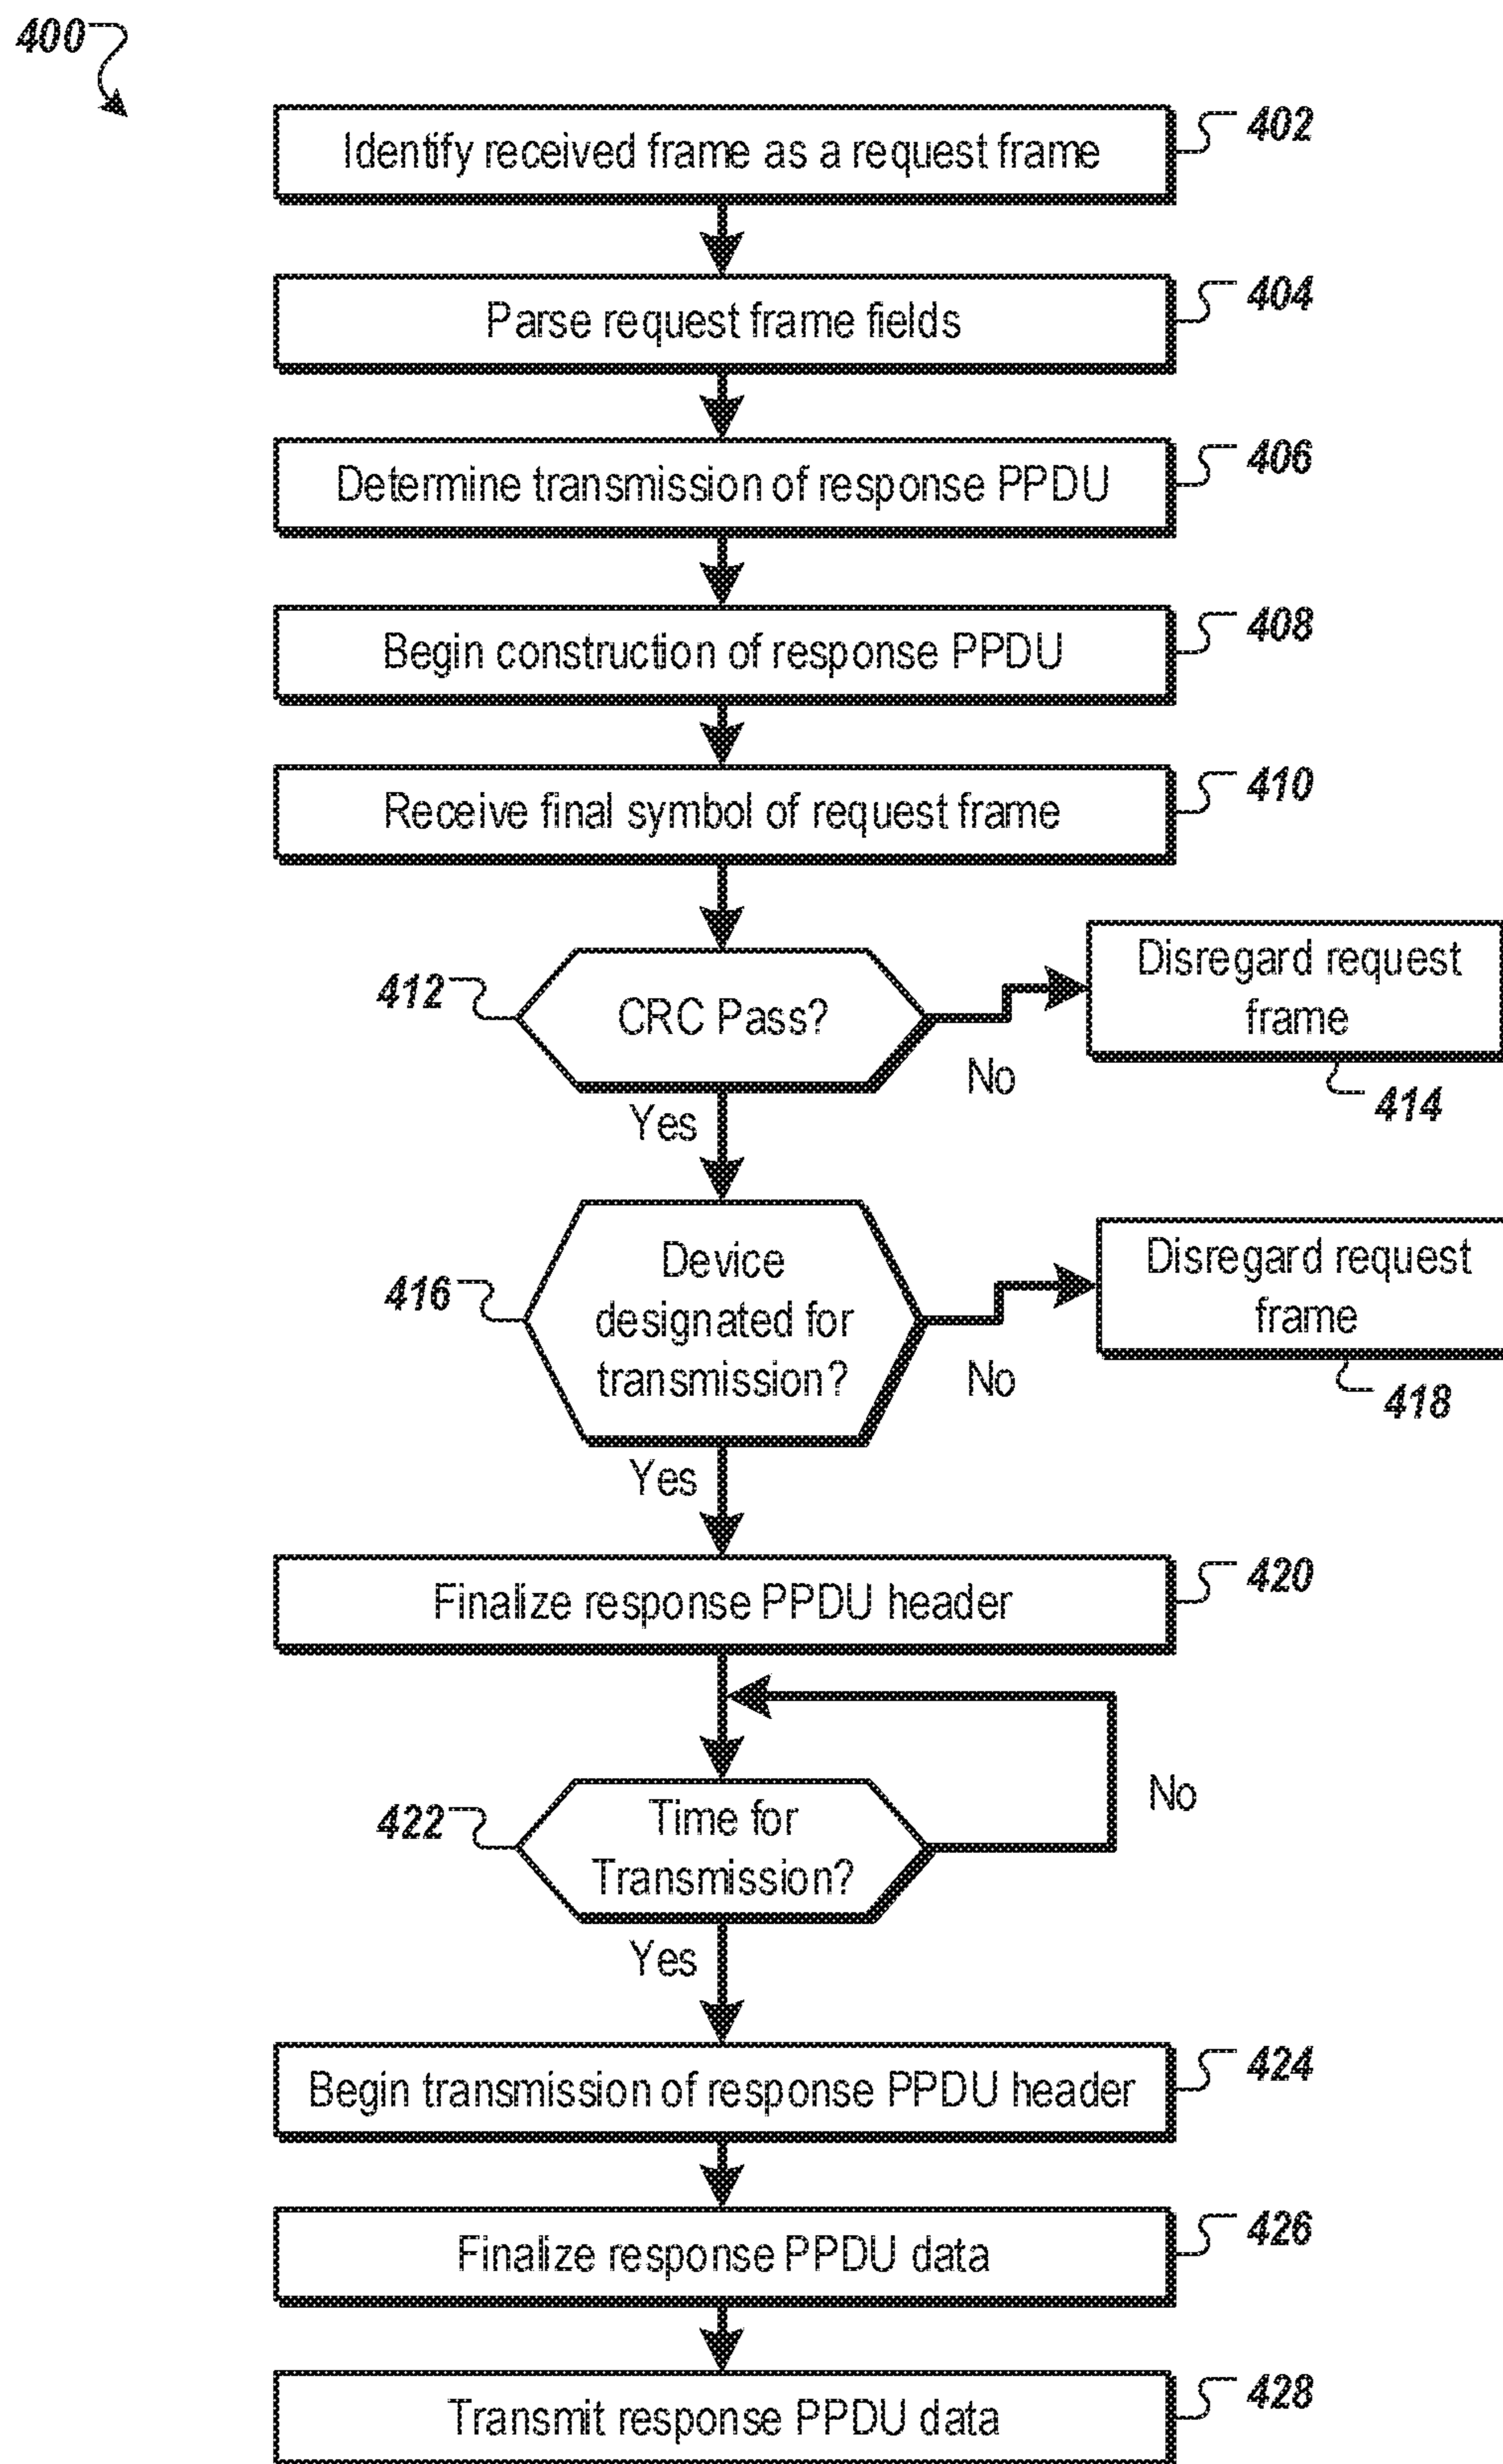 400
Identify received frame as a request frame
402
Parse request frame fields
404
Determine transmission of response PPDU
406
Begin construction of response PPDU
408
Receive final symbol of request frame
410
412
CRC Pass?
No
Disregard request
frame
414
Yes
416
Device
designated for
transmission?
No
Disregard request
frame
418
Yes
Finalize response PPDU header
420
422
Time for
Transmission?
No
Yes
Begin transmission of response PPDU header
424
Finalize response PPDU data
426
Transmit response PPDU data
428